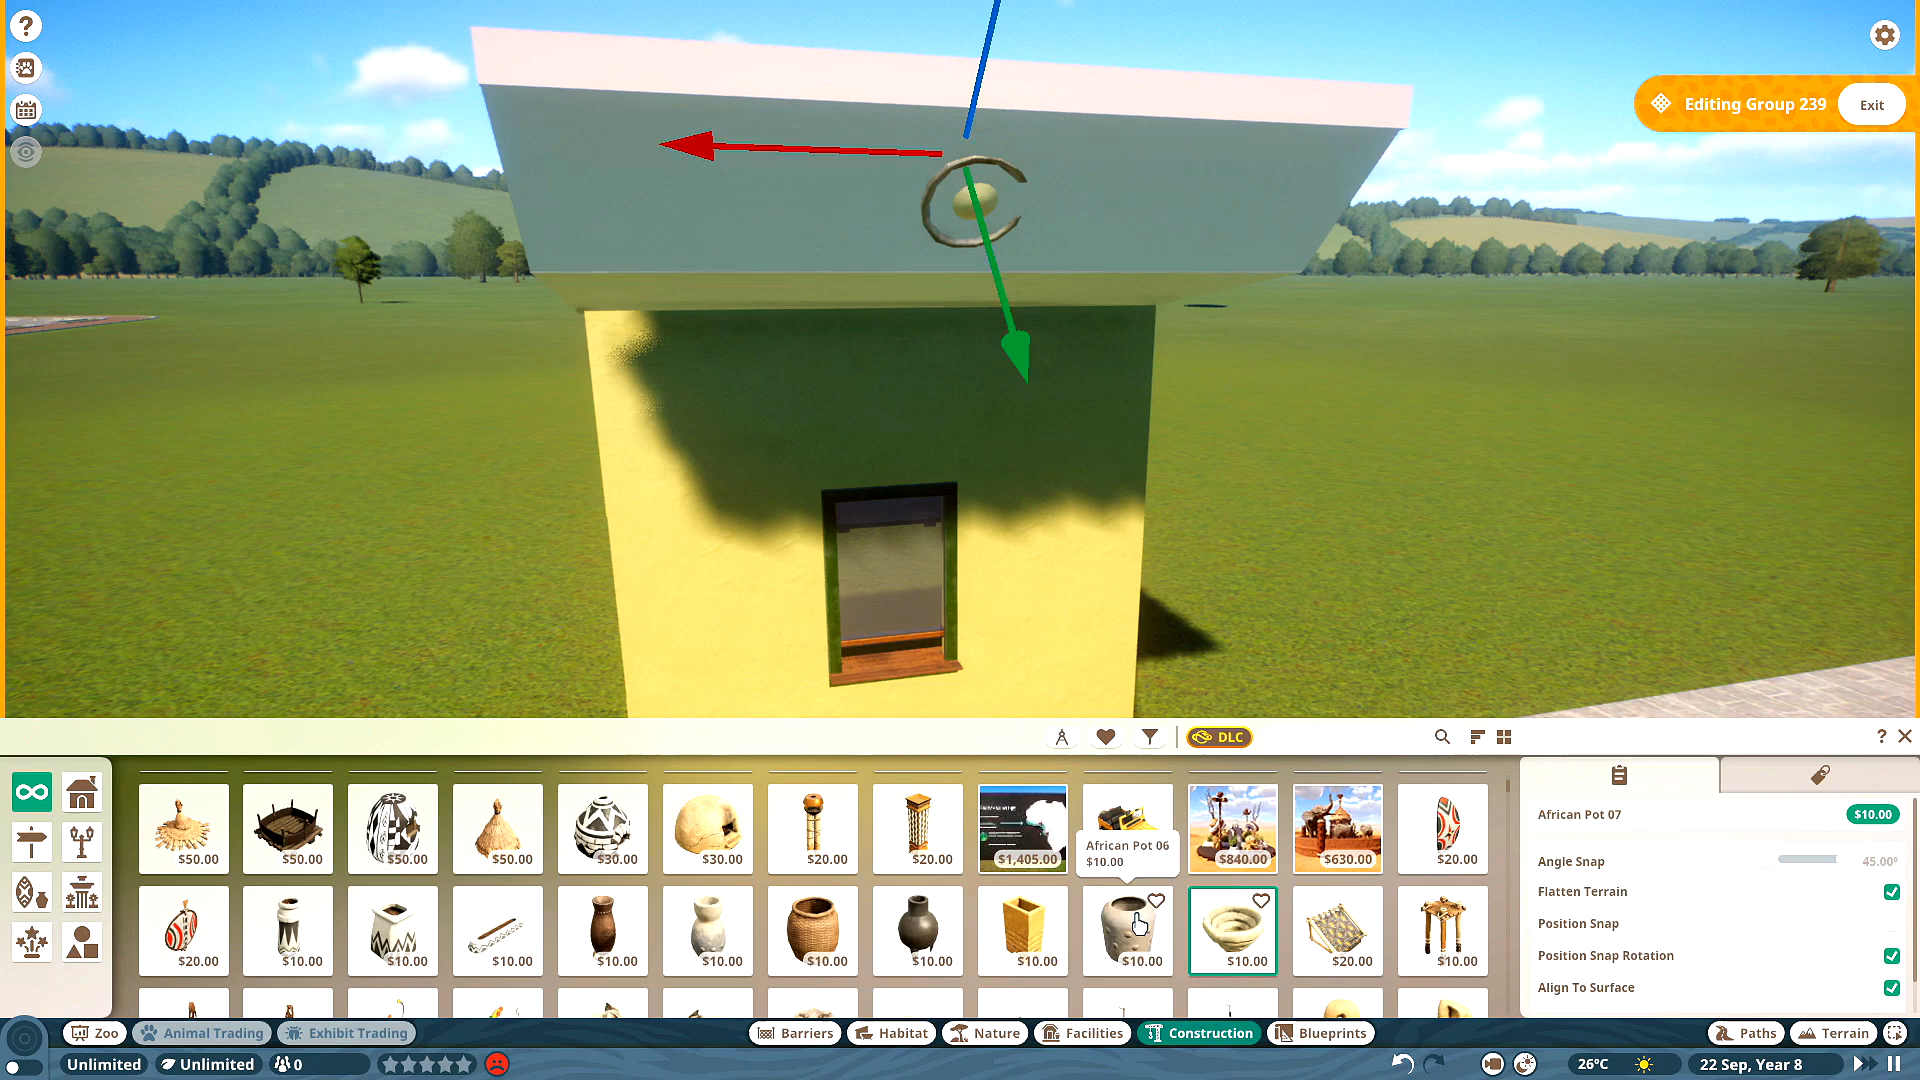 ?
Editing Group 239
Exit
DLC
?
$50.00
$50.00
$50.00
$50.00
$30.00
$30.00
$20.00
$20.00
$1,405.00
African Pot 06
$10.00
$840.00
$630.00
$20.00
$20.00
$10.00
$10.00
$10.00
$10.00
$10.00
$10.00
$10.00
$10.00
$10.00
$10.00
$20.00
$10.00
African Pot 07
$10.00
Angle Snap
45.00°
Flatten Terrain
Position Snap
Position Snap Rotation
Align To Surface
Zoo
Animal Trading
Exhibit Trading
Barriers
Habitat
Nature
Facilities
Construction
Blueprints
Paths
Terrain
Unlimited
Unlimited
0
26°C
22 Sep, Year 8